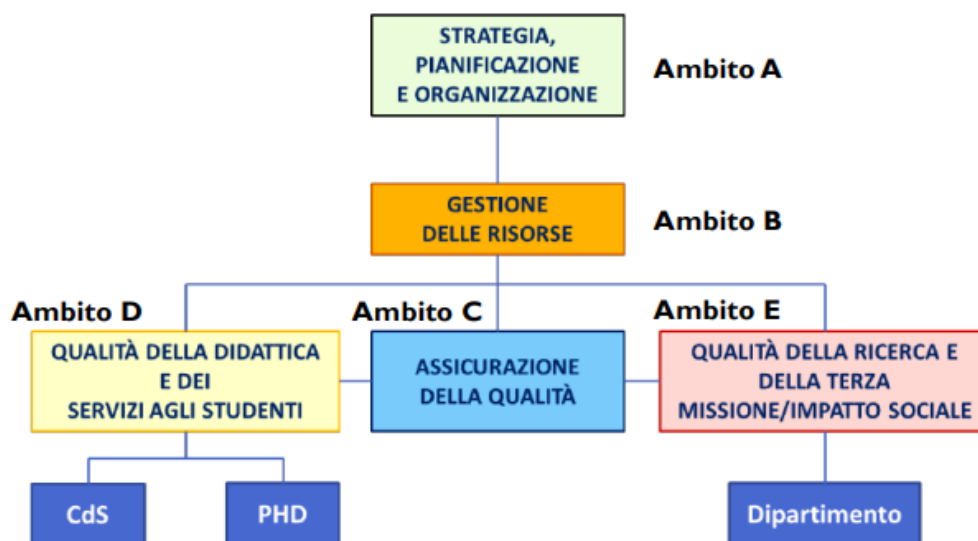 STRATEGIA,
PIANIFICAZIONE
E ORGANIZZAZIONE
Ambito A
GESTIONE
DELLE RISORSE
Ambito B
Ambito D
QUALITÀ DELLA DIDATTICA
E DEI
SERVIZI AGLI STUDENTI
Ambito C
ASSICURAZIONE
DELLA QUALITÀ
Ambito E
QUALITÀ DELLA RICERCA E
DELLA TERZA
MISSIONE/IMPATTO SOCIALE
CdS
PHD
Dipartimento